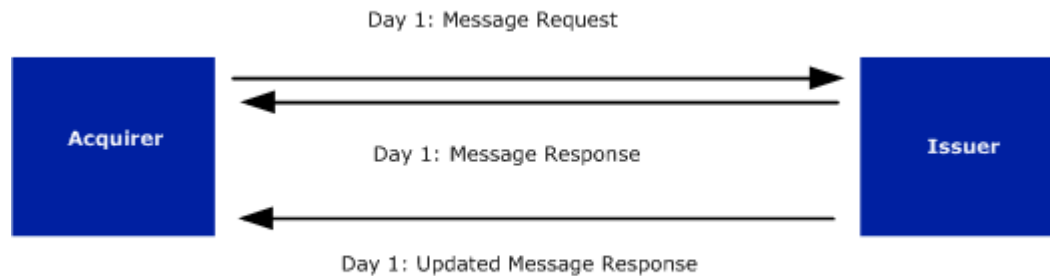 Day 1: Message Request
Acquirer
Issuer
Day 1: Message Response
Day 1: Updated Message Response